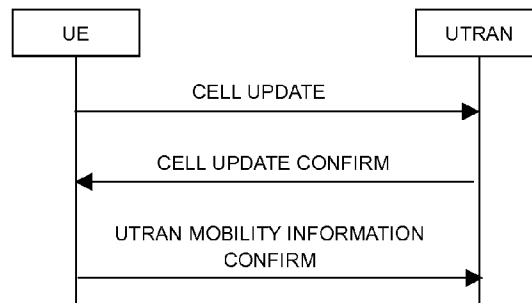 UE
UTRAN
CELL UPDATE
CELL UPDATE CONFIRM
UTRAN MOBILITY INFORMATION
CONFIRM